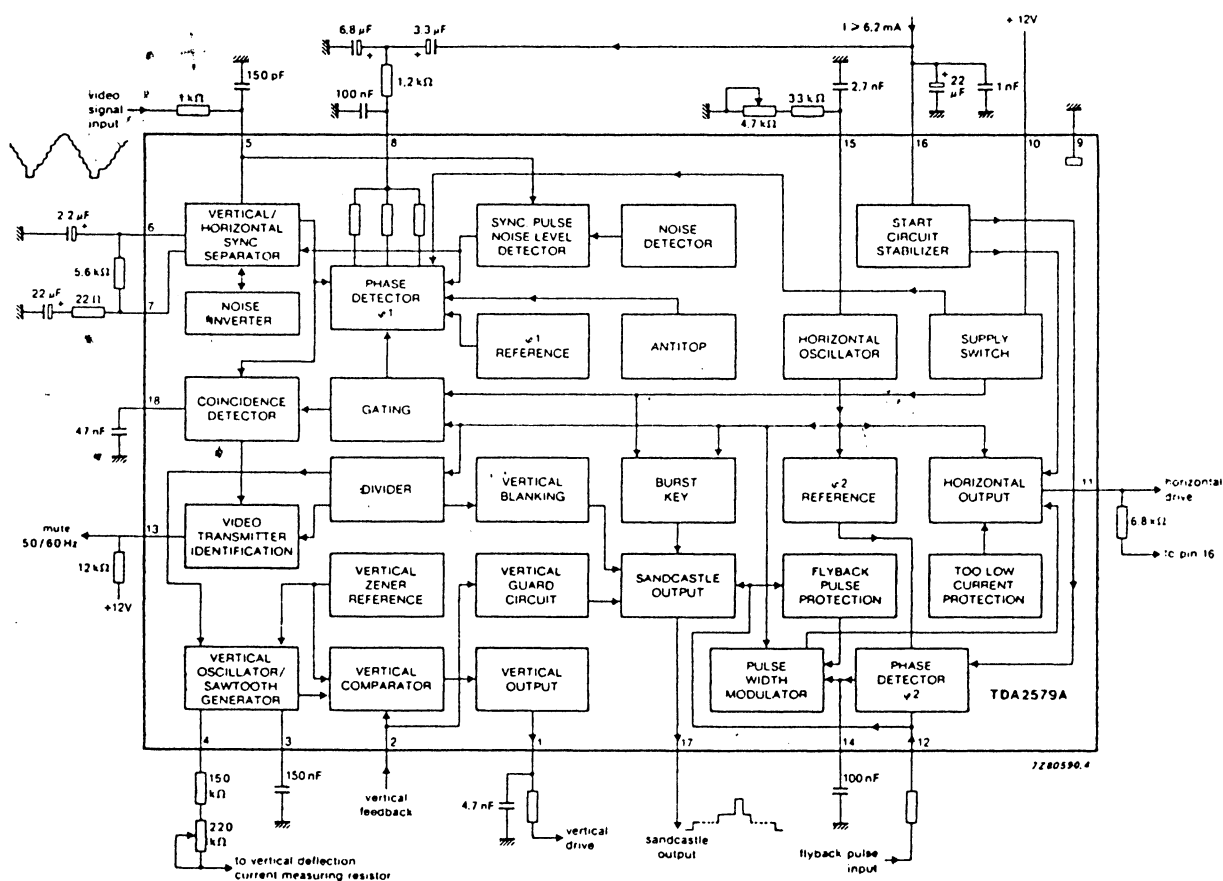 6.8 µF
3.3 µF
I ⩾ 6.2 mA
+ 12V
150 pF
1.2 kΩ
100 nF
2.7 nF
22 µF
1 nF
33 kΩ
4.7 kΩ
video signal input
1 kΩ
5
8
15
16
10
9
VERTICAL/
HORIZONTAL
SYNC
SEPARATOR
SYNC. PULSE
NOISE LEVEL
DETECTOR
NOISE
DETECTOR
START
CIRCUIT
STABILIZER
2.2 µF
6
5.6 kΩ
22 µF
22 Ω
7
NOISE
INVERTER
PHASE
DETECTOR
φ1
φ1
REFERENCE
ANTITOP
HORIZONTAL
OSCILLATOR
SUPPLY
SWITCH
18
47 nF
COINCIDENCE
DETECTOR
GATING
DIVIDER
VERTICAL
BLANKING
BURST
KEY
φ2
REFERENCE
HORIZONTAL
OUTPUT
11
horizontal
drive
6.8 kΩ
to pin 16
mute
50/60 Hz
13
12 kΩ
+12V
VIDEO
TRANSMITTER
IDENTIFICATION
VERTICAL
ZENER
REFERENCE
VERTICAL
GUARD
CIRCUIT
SANDCASTLE
OUTPUT
FLYBACK
PULSE
PROTECTION
TOO LOW
CURRENT
PROTECTION
VERTICAL
OSCILLATOR/
SAWTOOTH
GENERATOR
VERTICAL
COMPARATOR
VERTICAL
OUTPUT
PULSE
WIDTH
MODULATOR
PHASE
DETECTOR
φ2
TDA2579A
4
3
2
1
17
14
12
7Z80590.4
150
kΩ
150 nF
vertical
feedback
4.7 nF
100 nF
220
kΩ
vertical
drive
sandcastle
output
flyback pulse
input
to vertical deflection
current measuring resistor